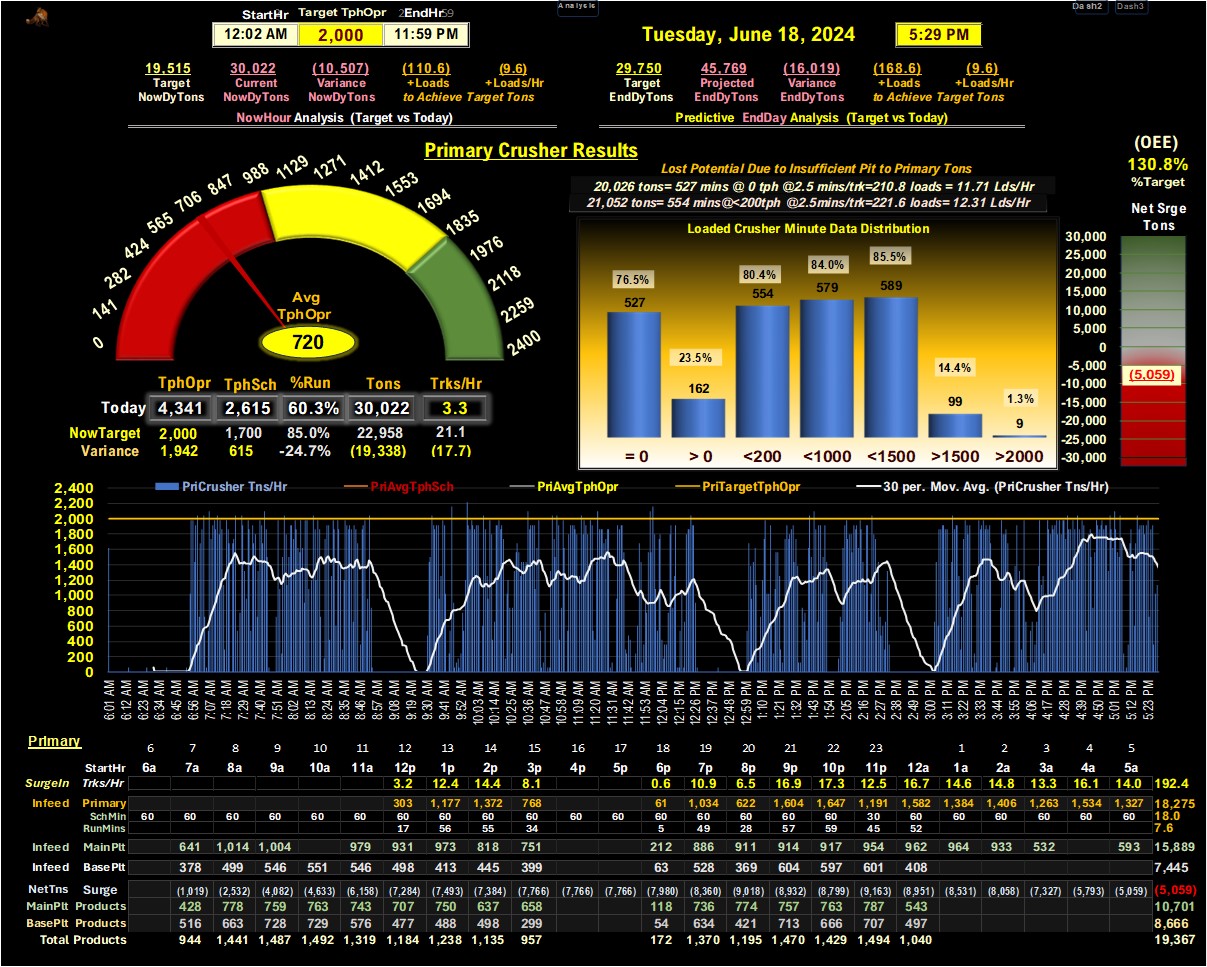 Analysis
Dash2 Dash3
StartHr Target TphOpr EndHr
12:02 AM 2,000 11:59 PM
Tuesday, June 18, 2024 5:29 PM
19,515 30,022 (10,507) (110.6) (9.6)
Target Current Variance +Loads +Loads/Hr
NowDyTons NowDyTons NowDyTons to Achieve Target Tons
NowHour Analysis (Target vs Today)
29,750 45,769 (16,019) (168.6) (9.6)
Target Projected Variance +Loads +Loads/Hr
EndDyTons EndDyTons EndDyTons to Achieve Target Tons
Predictive EndDay Analysis (Target vs Today)
Primary Crusher Results
0 141 282 424 565 706 847 988 1129 1271 1412 1553 1694 1835 1976 2118 2259 2400
Avg
TphOpr
720
TphOpr TphSch %Run Tons Trks/Hr
Today 4,341 2,615 60.3% 30,022 3.3
NowTarget 2,000 1,700 85.0% 22,958 21.1
Variance 1,942 615 -24.7% (19,338) (17.7)
Lost Potential Due to Insufficient Pit to Primary Tons
20,026 tons= 527 mins @ 0 tph @2.5 mins/trk=210.8 loads = 11.71 Lds/Hr
21,052 tons= 554 mins@<200tph @2.5mins/trk=221.6 loads= 12.31 Lds/Hr
Loaded Crusher Minute Data Distribution
76.5% 23.5% 80.4% 84.0% 85.5% 14.4% 1.3%
527 162 554 579 589 99 9
= 0 > 0 <200 <1000 <1500 >1500 >2000
(OEE)
130.8%
%Target
Net Srge
Tons
30,000
25,000
20,000
15,000
10,000
5,000
0
-5,000
(5,059)
-10,000
-15,000
-20,000
-25,000
-30,000
PriCrusher Tns/Hr PriAvgTphSch PriAvgTphOpr PriTargetTphOpr 30 per. Mov. Avg. (PriCrusher Tns/Hr)
2,400
2,200
2,000
1,800
1,600
1,400
1,200
1,000
800
600
400
200
0
6:01 AM 6:12 AM 6:23 AM 6:34 AM 6:45 AM 6:56 AM 7:07 AM 7:18 AM 7:29 AM 7:40 AM 7:51 AM 8:02 AM 8:13 AM 8:24 AM 8:35 AM 8:46 AM 8:57 AM 9:08 AM 9:19 AM 9:30 AM 9:41 AM 9:52 AM 10:03 AM 10:14 AM 10:25 AM 10:36 AM 10:47 AM 10:58 AM 11:09 AM 11:20 AM 11:31 AM 11:42 AM 11:53 AM 12:04 PM 12:15 PM 12:26 PM 12:37 PM 12:48 PM 12:59 PM 1:10 PM 1:21 PM 1:32 PM 1:43 PM 1:54 PM 2:05 PM 2:16 PM 2:27 PM 2:38 PM 2:49 PM 3:00 PM 3:11 PM 3:22 PM 3:33 PM 3:44 PM 3:55 PM 4:06 PM 4:17 PM 4:28 PM 4:39 PM 4:50 PM 5:01 PM 5:12 PM 5:23 PM
Primary 6 7 8 9 10 11 12 13 14 15 16 17 18 19 20 21 22 23 1 2 3 4 5
StartHr 6a 7a 8a 9a 10a 11a 12p 1p 2p 3p 4p 5p 6p 7p 8p 9p 10p 11p 12a 1a 2a 3a 4a 5a
SurgeIn Trks/Hr 3.2 12.4 14.4 8.1 0.6 10.9 6.5 16.9 17.3 12.5 16.7 14.6 14.8 13.3 16.1 14.0 192.4
Infeed Primary 303 1,177 1,372 768 61 1,034 622 1,604 1,647 1,191 1,582 1,384 1,406 1,263 1,534 1,327 18,275
SchMin 60 60 60 60 60 60 60 60 60 60 60 60 60 60 60 60 60 30 60 60 60 60 60 60 18.0
RunMins 17 56 55 34 5 49 28 57 59 45 52 7.6
Infeed MainPlt 641 1,014 1,004 979 931 973 818 751 212 886 911 914 917 954 962 964 933 532 593 15,889
Infeed BasePlt 378 499 546 551 546 498 413 445 399 63 528 369 604 597 601 408 7,445
NetTns Surge (1,019) (2,532) (4,082) (4,633) (6,158) (7,284) (7,493) (7,384) (7,766) (7,766) (7,766) (7,980) (8,360) (9,018) (8,932) (8,799) (9,163) (8,951) (8,531) (8,058) (7,327) (5,793) (5,059) (5,059)
MainPlt Products 428 778 759 763 743 707 750 637 658 118 736 774 757 763 787 543 10,701
BasePlt Products 516 663 728 729 576 477 488 498 299 54 634 421 713 666 707 497 8,666
Total Products 944 1,441 1,487 1,492 1,319 1,184 1,238 1,135 957 172 1,370 1,195 1,470 1,429 1,494 1,040 19,367